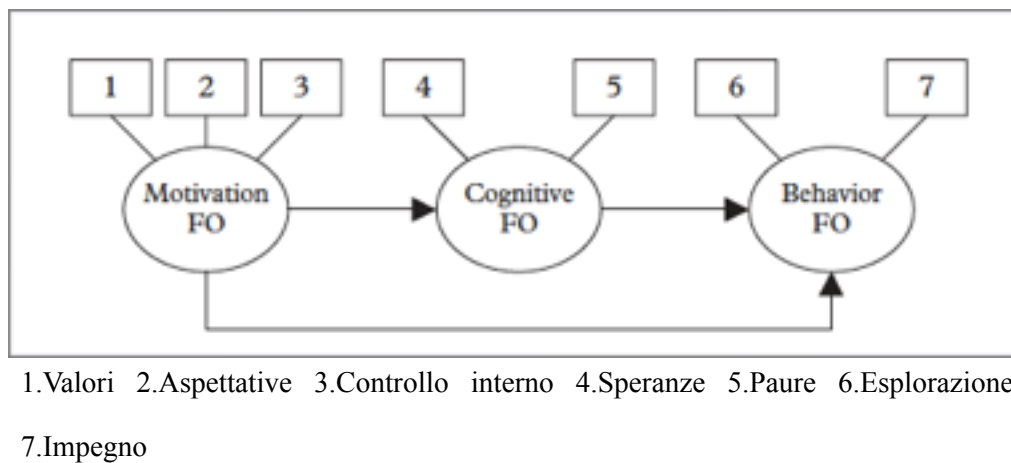 1 2 3 4 5 6 7
Motivation Cognitive Behavior
FO FO FO
1.Valori 2.Aspettative 3.Controllo interno 4.Speranze 5.Paure 6.Esplorazione
7.Impegno